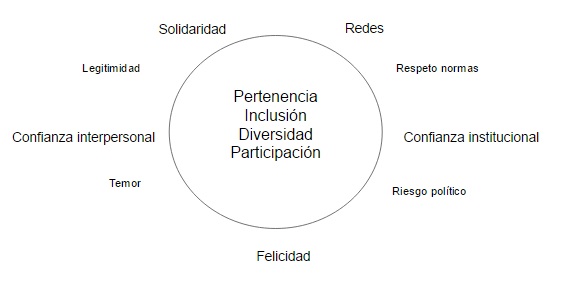 Solidaridad
Redes
Legitimidad
Respeto normas
Pertenencia
Inclusión
Diversidad
Participación
Confianza interpersonal
Confianza institucional
Temor
Riesgo político
Felicidad